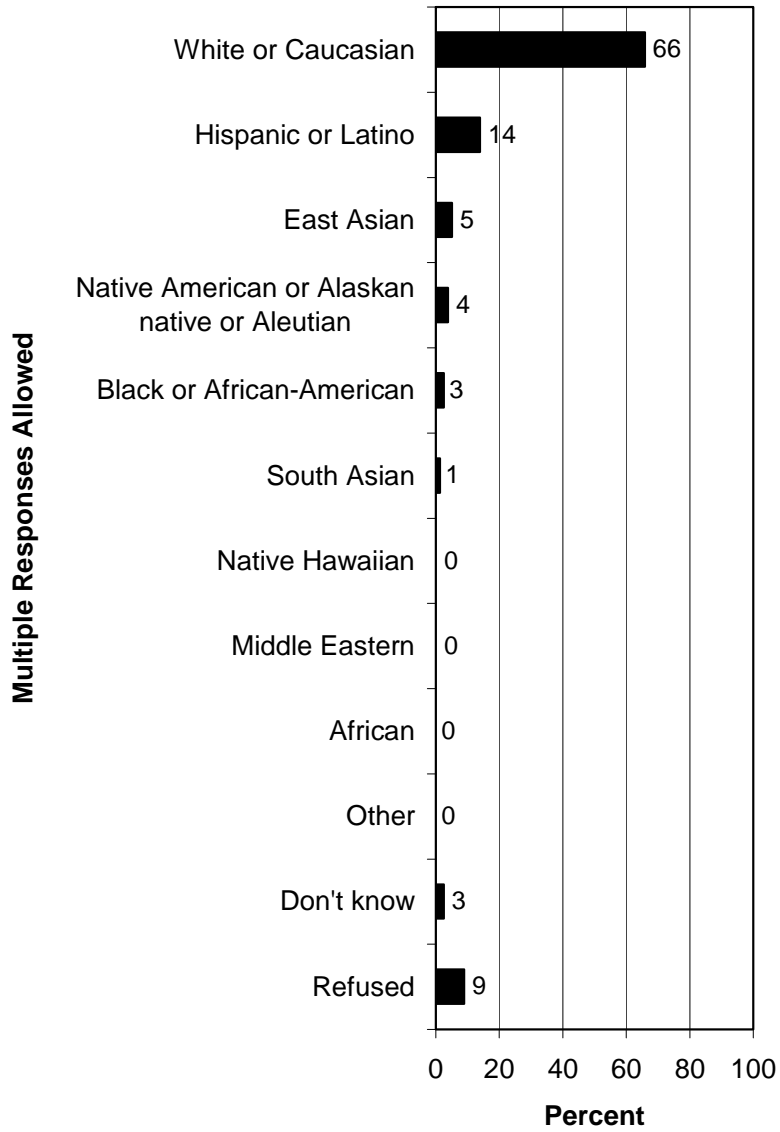 Multiple Responses Allowed
White or Caucasian 66
Hispanic or Latino 14
East Asian 5
Native American or Alaskan
native or Aleutian 4
Black or African-American 3
South Asian 1
Native Hawaiian 0
Middle Eastern 0
African 0
Other 0
Don't know 3
Refused 9
0 20 40 60 80 100
Percent